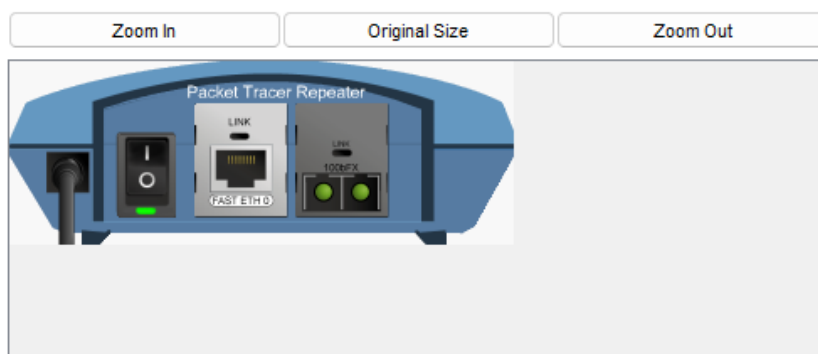 Zoom In
Original Size
Zoom Out
Packet Tracer Repeater
LINK
LINK
100bFX
FAST ETH 0